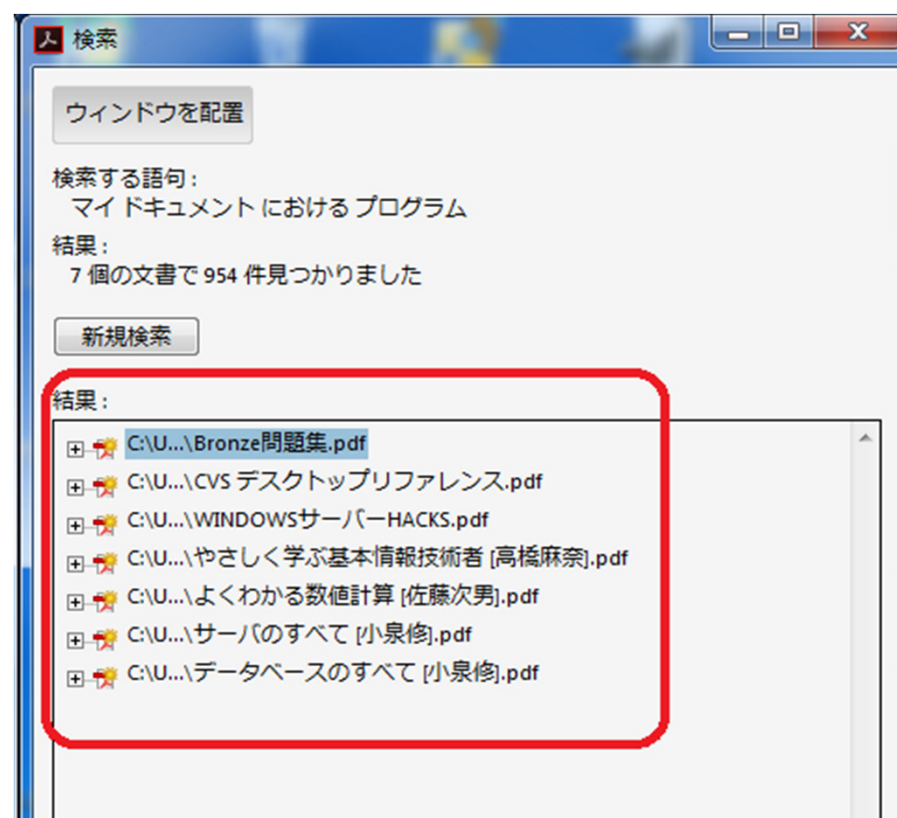 検索
ウィンドウを配置
検索する語句 :
マイ ドキュメント における プログラム
結果 :
7 個の文書で 954 件見つかりました
新規検索
結果 :
C:\U...\Bronze問題集.pdf
C:\U...\CVS デスクトップリファレンス.pdf
C:\U...\WINDOWSサーバーHACKS.pdf
C:\U...\やさしく学ぶ基本情報技術者 [高橋麻奈].pdf
C:\U...\よくわかる数値計算 [佐藤次男].pdf
C:\U...\サーバのすべて [小泉修].pdf
C:\U...\データベースのすべて [小泉修].pdf